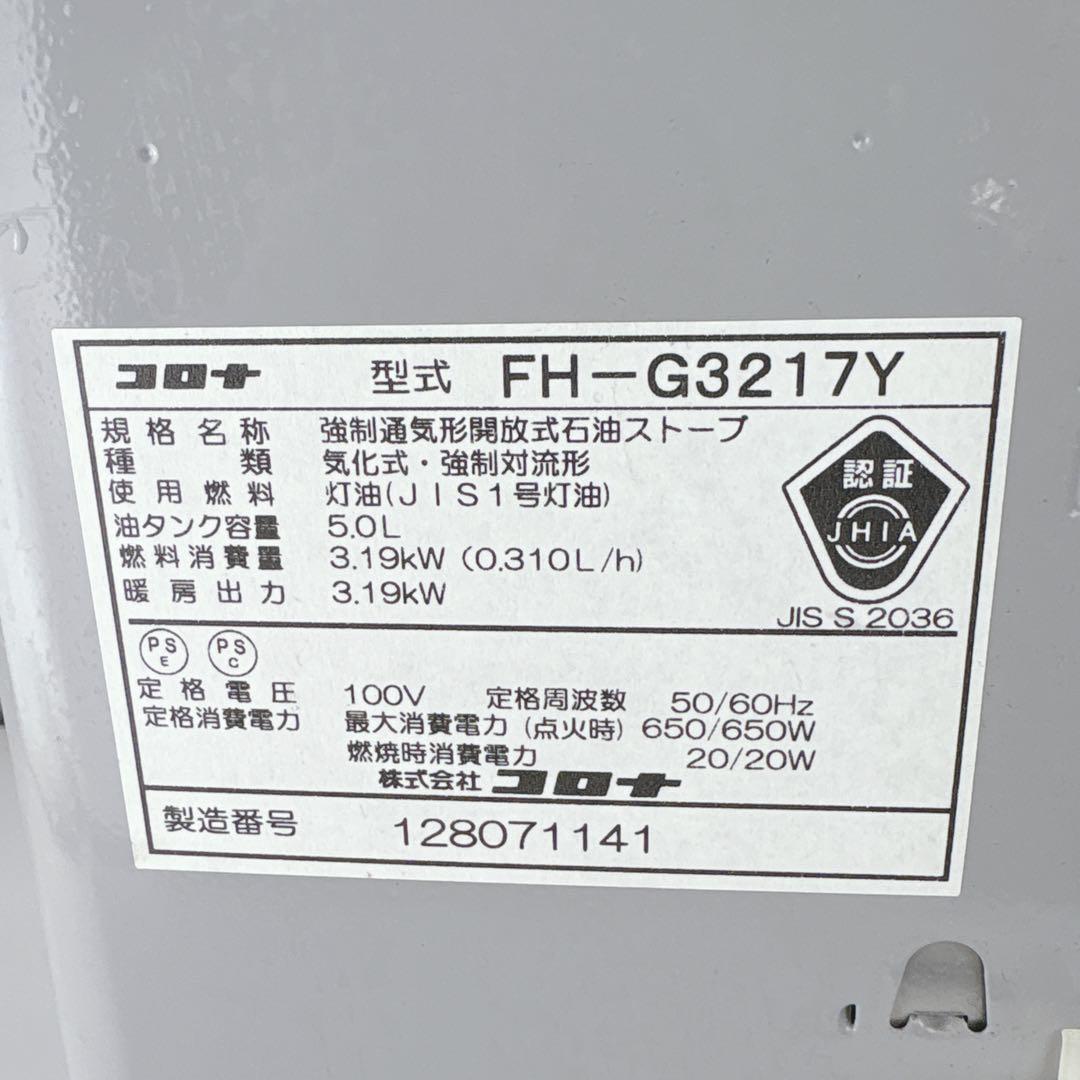 コロナ 型式 FH-G3217Y
規格名称 強制通気形開放式石油ストーブ
種類 気化式・強制対流形
使用燃料 灯油(JIS1号灯油)
油タンク容量 5.0L
燃料消費量 3.19kW (0.310L/h)
暖房出力 3.19kW
認証
JHIA
JIS S 2036
PS E PS C
定格電圧 100V 定格周波数 50/60Hz
定格消費電力 最大消費電力 (点火時) 650/650W
燃焼時消費電力 20/20W
株式会社 コロナ
製造番号 128071141